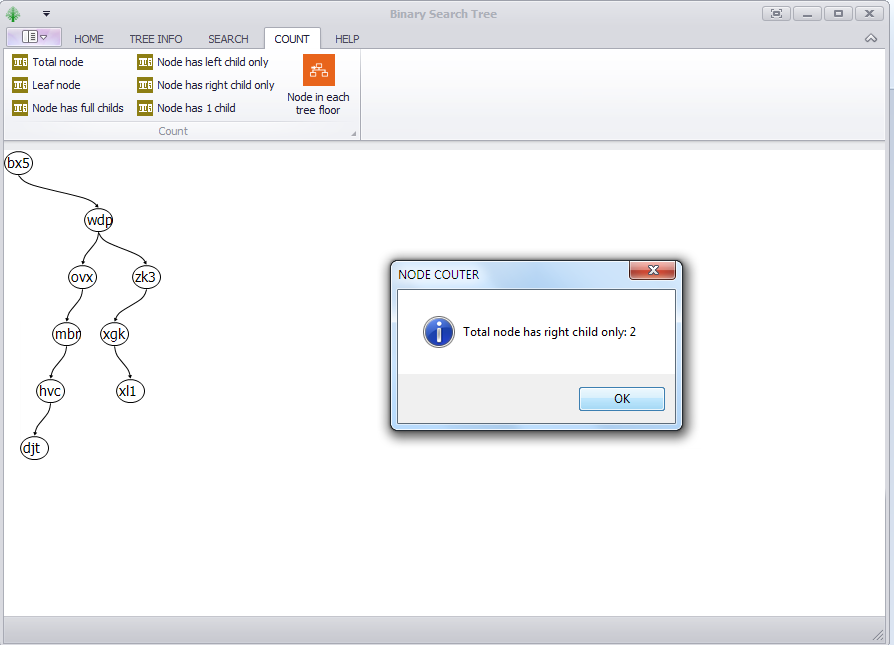 Binary Search Tree
HOME TREE INFO SEARCH COUNT HELP
Total node
Leaf node
Node has full childs
Node has left child only
Node has right child only
Node has 1 child
Node in each
tree floor
Count
bx5
wdp
ovx zk3
mbr xgk
hvc xl1
djt
NODE COUTER
Total node has right child only: 2
OK